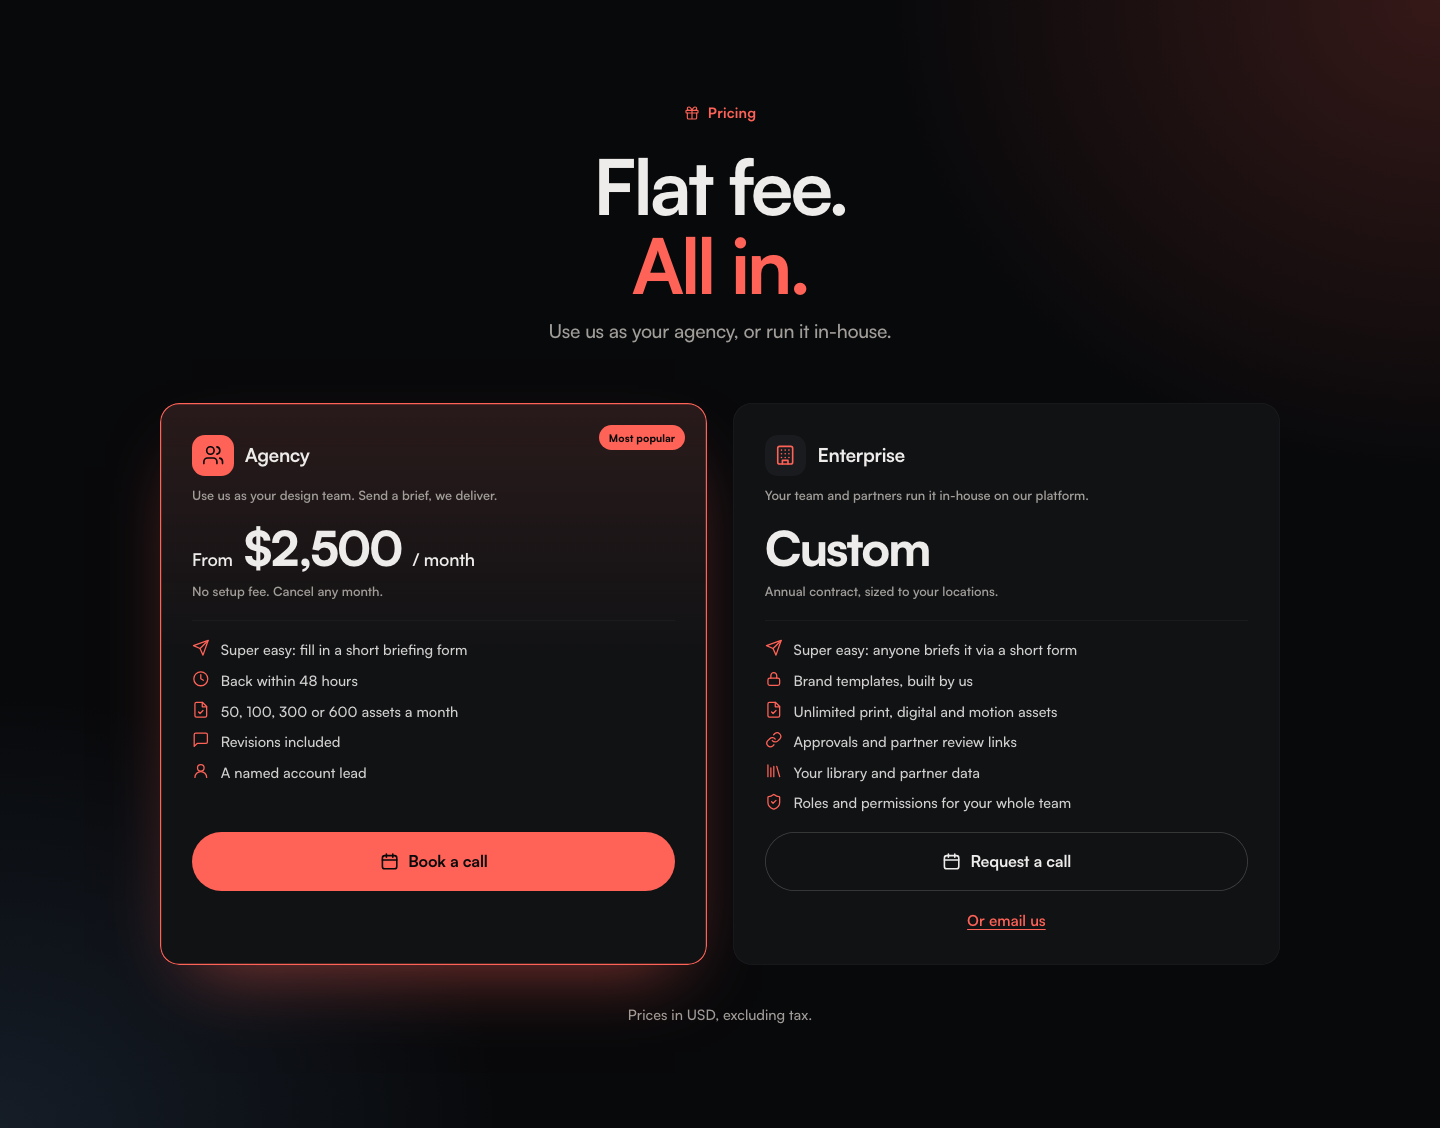 Pricing
Flat fee.
All in.
Use us as your agency, or run it in-house.
Most popular
Agency
Use us as your design team. Send a brief, we deliver.
From $2,500 / month
No setup fee. Cancel any month.
Super easy: fill in a short briefing form
Back within 48 hours
50, 100, 300 or 600 assets a month
Revisions included
A named account lead
Book a call
Enterprise
Your team and partners run it in-house on our platform.
Custom
Annual contract, sized to your locations.
Super easy: anyone briefs it via a short form
Brand templates, built by us
Unlimited print, digital and motion assets
Approvals and partner review links
Your library and partner data
Roles and permissions for your whole team
Request a call
Or email us
Prices in USD, excluding tax.